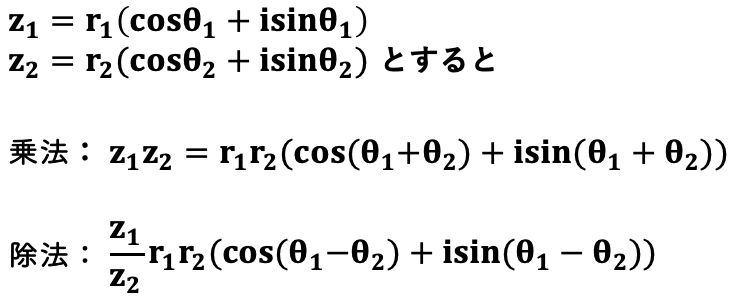 z₁ = r₁(cosθ₁ + isinθ₁)
z₂ = r₂(cosθ₂ + isinθ₂) とすると
乗法： z₁z₂ = r₁r₂(cos(θ₁+θ₂) + isin(θ₁ + θ₂))
除法： z₁/z₂ r₁r₂(cos(θ₁−θ₂) + isin(θ₁ − θ₂))